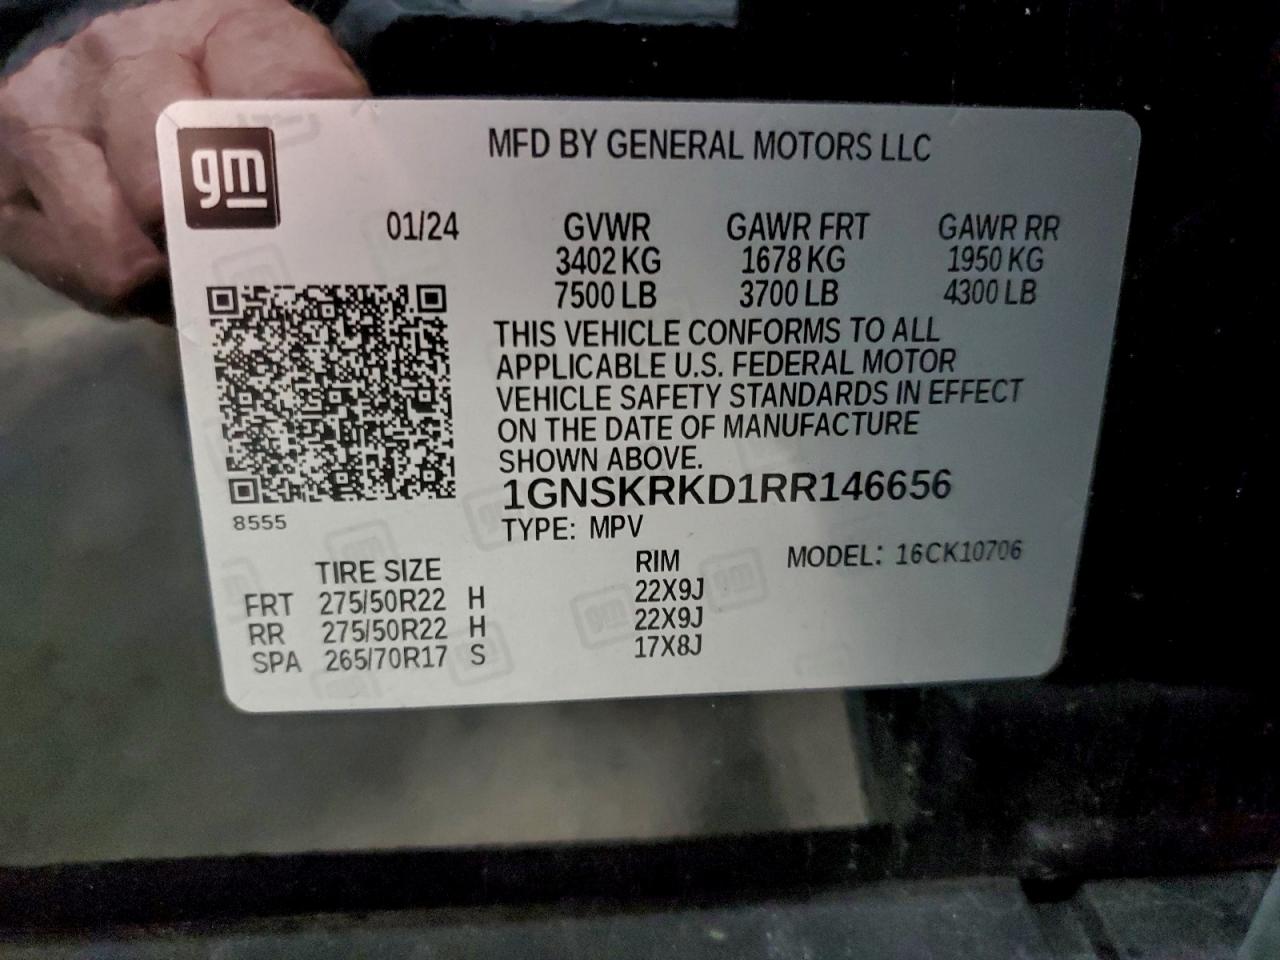 gm
MFD BY GENERAL MOTORS LLC
01/24 GVWR GAWR FRT GAWR RR
3402 KG 1678 KG 1950 KG
7500 LB 3700 LB 4300 LB
THIS VEHICLE CONFORMS TO ALL
APPLICABLE U.S. FEDERAL MOTOR
VEHICLE SAFETY STANDARDS IN EFFECT
ON THE DATE OF MANUFACTURE
SHOWN ABOVE.
1GNSKRKD1RR146656
8555
TYPE: MPV
MODEL: 16CK10706
TIRE SIZE RIM
FRT 275/50R22 H 22X9J
RR 275/50R22 H 22X9J
SPA 265/70R17 S 17X8J